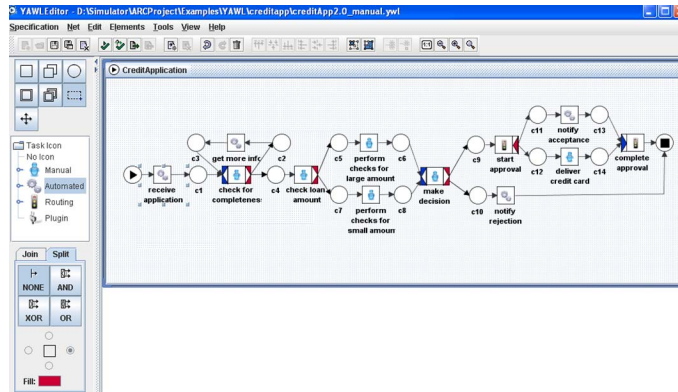 YAWLEditor - D:\Simulator\ARCProject\Examples\YAWL\creditapp\creditApp2.0_manual.ywl
Specification Net Edit Elements Tools View Help
CreditApplication
c11
notify
acceptance
c13
c3
get more info
c2
c5
perform
checks for
large amount
c6
c9
start
approval
c12
deliver
credit card
c14
complete
approval
receive
application
c1
check for
completeness
c4
check loan
amount
c7
perform
checks for
small amoun
c8
make
decision
c10
notify
rejection
Task Icon
No Icon
Manual
Automated
Routing
Plugin
Join Split
NONE AND
XOR OR
Fill: